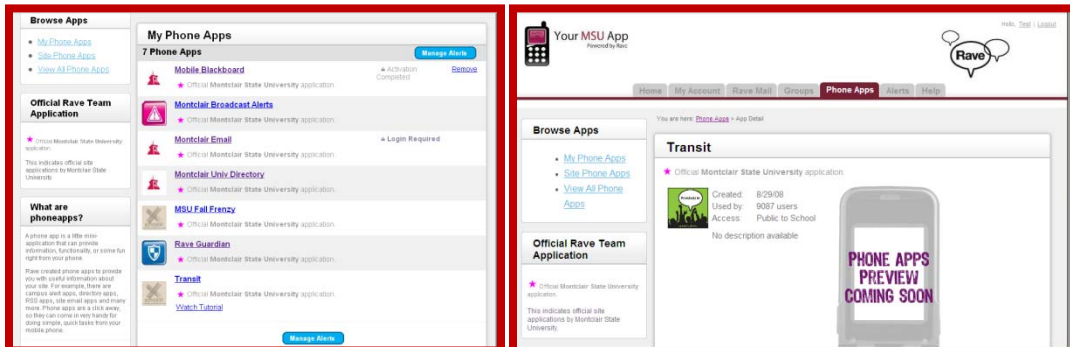 Browse Apps
My Phone Apps
Site Phone Apps
View All Phone Apps
Official Rave Team
Application
Official Montclair State University
application.
This indicates official site
applications by Montclair State
University
What are
phoneapps?
A phone app is a little mini-
application that can provide
information, functionality, or some fun
right from your phone.
Rave created phone apps to provide
you with useful information about
your site. For example, there are
campus alert apps, directory apps,
RSS apps, site email apps and many
more. Phone apps are a click away,
so they can come in very handy for
doing simple, quick tasks from your
mobile phone.
My Phone Apps
7 Phone Apps
Manage Alerts
Mobile Blackboard
Activation
Completed
Remove
Official Montclair State University application.
Montclair Broadcast Alerts
Official Montclair State University application.
Montclair Email
Login Required
Official Montclair State University application.
Montclair Univ Directory
Official Montclair State University application.
MSU Fall Frenzy
Official Montclair State University application.
Rave Guardian
Official Montclair State University application.
Transit
Official Montclair State University application.
Watch Tutorial
Manage Alerts
Your MSU App
Powered by Rave
Hello, Test | Logout
Rave
Home
My Account
Rave Mail
Groups
Phone Apps
Alerts
Help
You are here: Phone Apps > App Detail
Browse Apps
My Phone Apps
Site Phone Apps
View All Phone
Apps
Official Rave Team
Application
Official Montclair State University
application.
This indicates official site
applications by Montclair State
University.
Transit
Official Montclair State University application
Created: 8/29/08
Used by: 9087 users
Access: Public to School
No description available
PHONE APPS
PREVIEW
COMING SOON